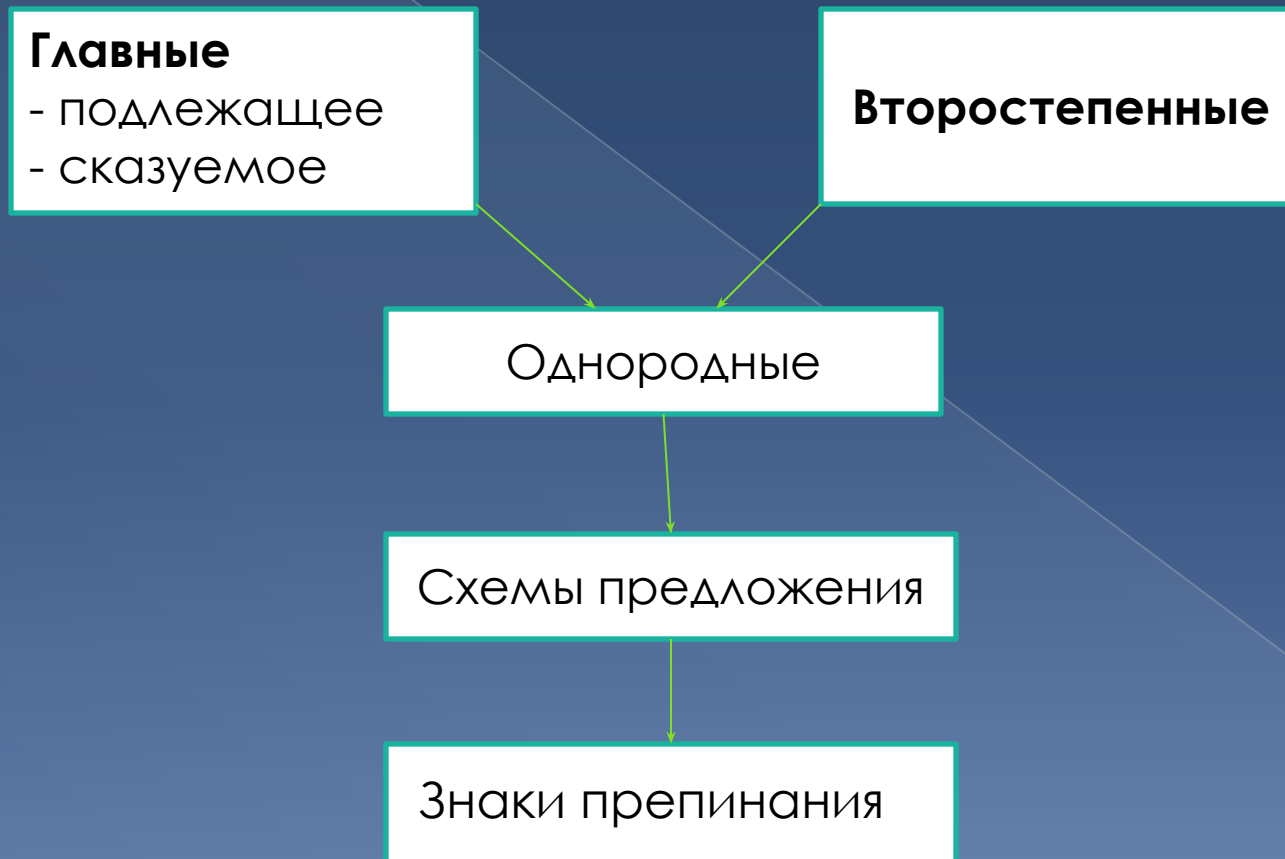 Главные
- подлежащее
- сказуемое
Второстепенные
Однородные
Схемы предложения
Знаки препинания